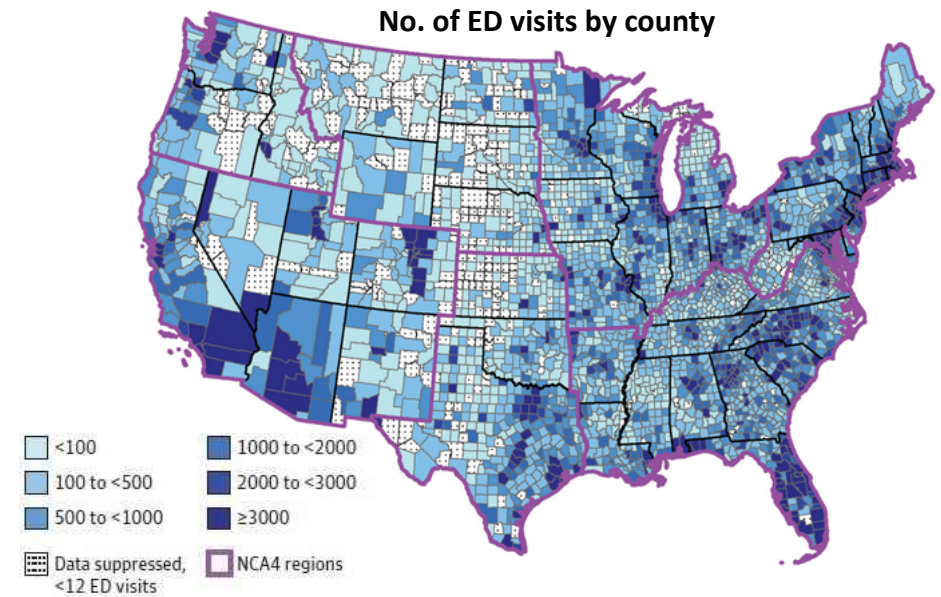 No. of ED visits by county
<100
100 to <500
500 to <1000
1000 to <2000
2000 to <3000
≥3000
Data suppressed,
<12 ED visits
NCA4 regions